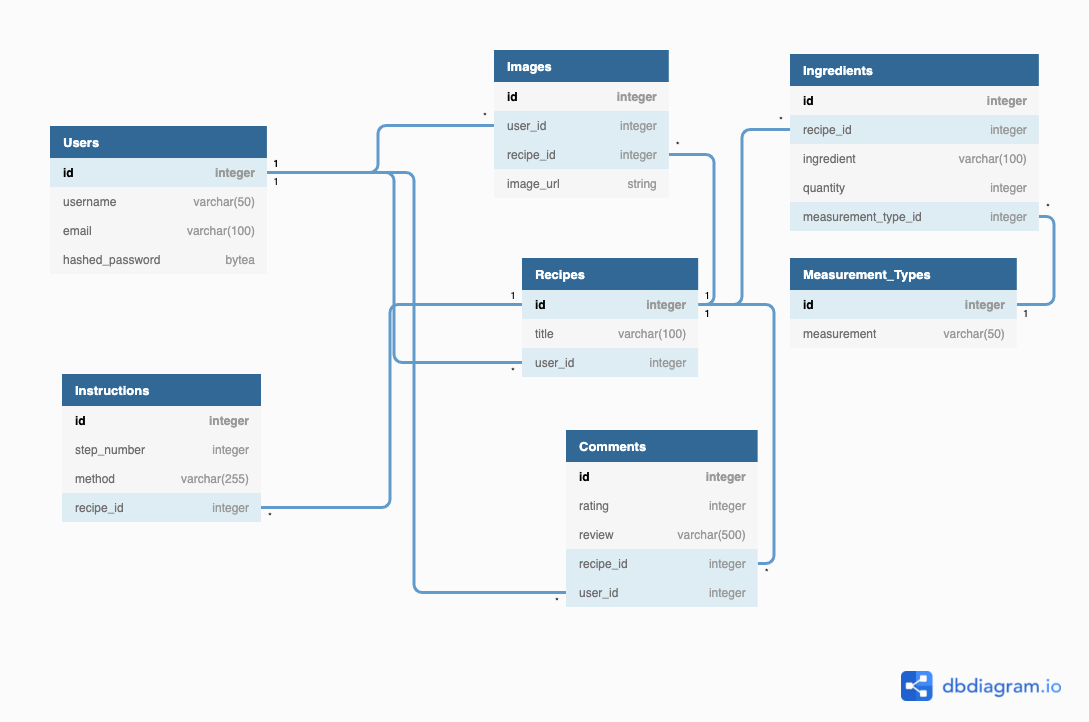 Users
id integer
username varchar(50)
email varchar(100)
hashed_password bytea
1
1
Images
id integer
user_id integer
recipe_id integer
image_url string
*
*
Ingredients
id integer
recipe_id integer
ingredient varchar(100)
quantity integer
measurement_type_id integer
*
*
Recipes
id integer
title varchar(100)
user_id integer
1
1
1
*
Measurement_Types
id integer
measurement varchar(50)
1
Instructions
id integer
step_number integer
method varchar(255)
recipe_id integer
*
Comments
id integer
rating integer
review varchar(500)
recipe_id integer
user_id integer
*
*
dbdiagram.io